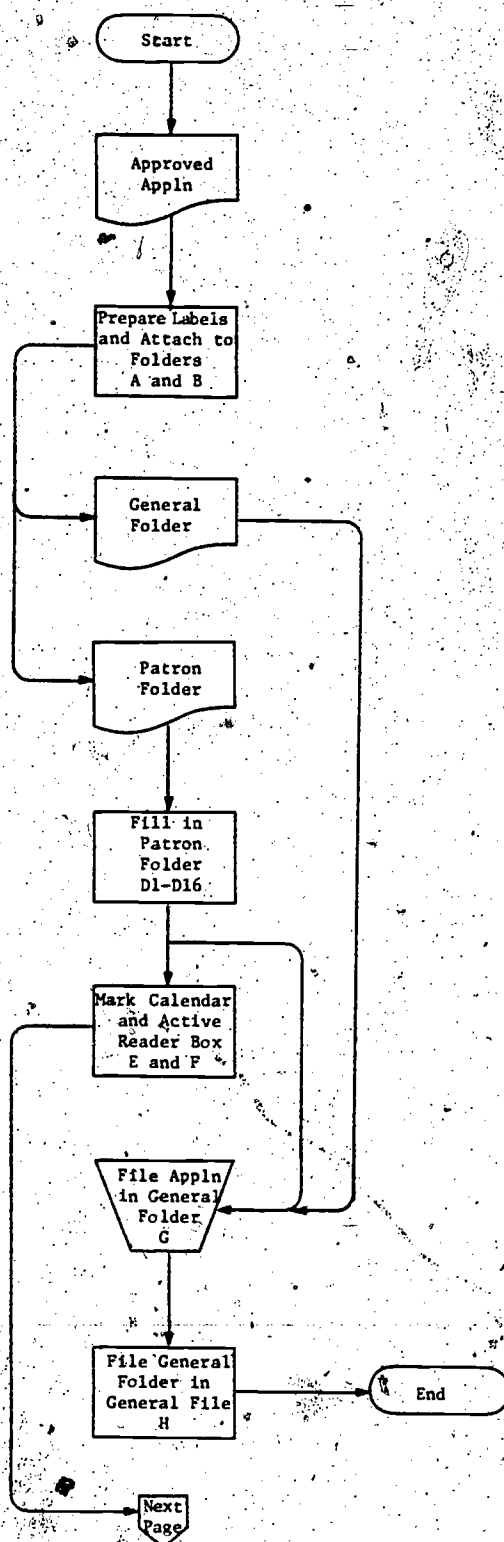 Start
Approved
Appln
Prepare Labels
and Attach to
Folders
A and B
General
Folder
Patron
Folder
Fill in
Patron
Folder
D1-D16
Mark Calendar
and Active
Reader Box
E and F
File Appln
in General
Folder
G
File General
Folder in
General File
H
End
Next
Page